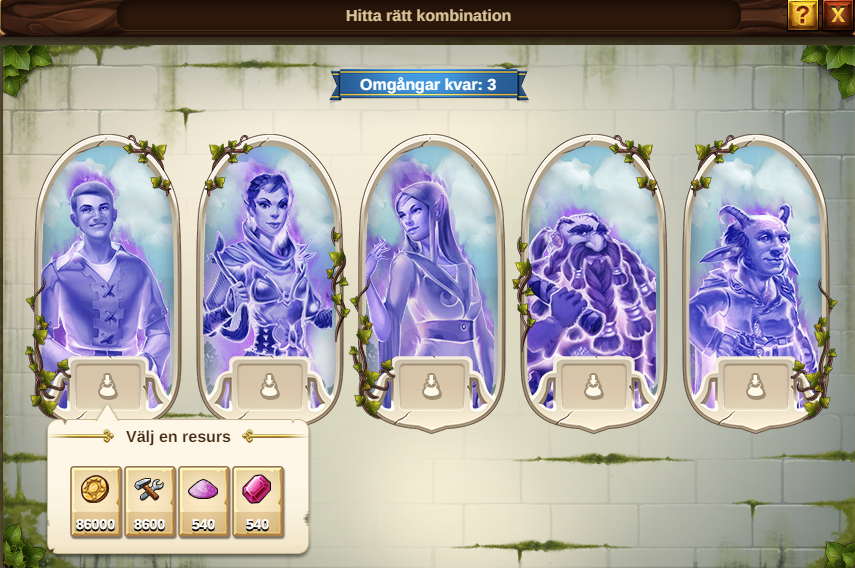 Hitta rätt kombination
?
X
Omgångar kvar: 3
Välj en resurs
86000 8600 540 540